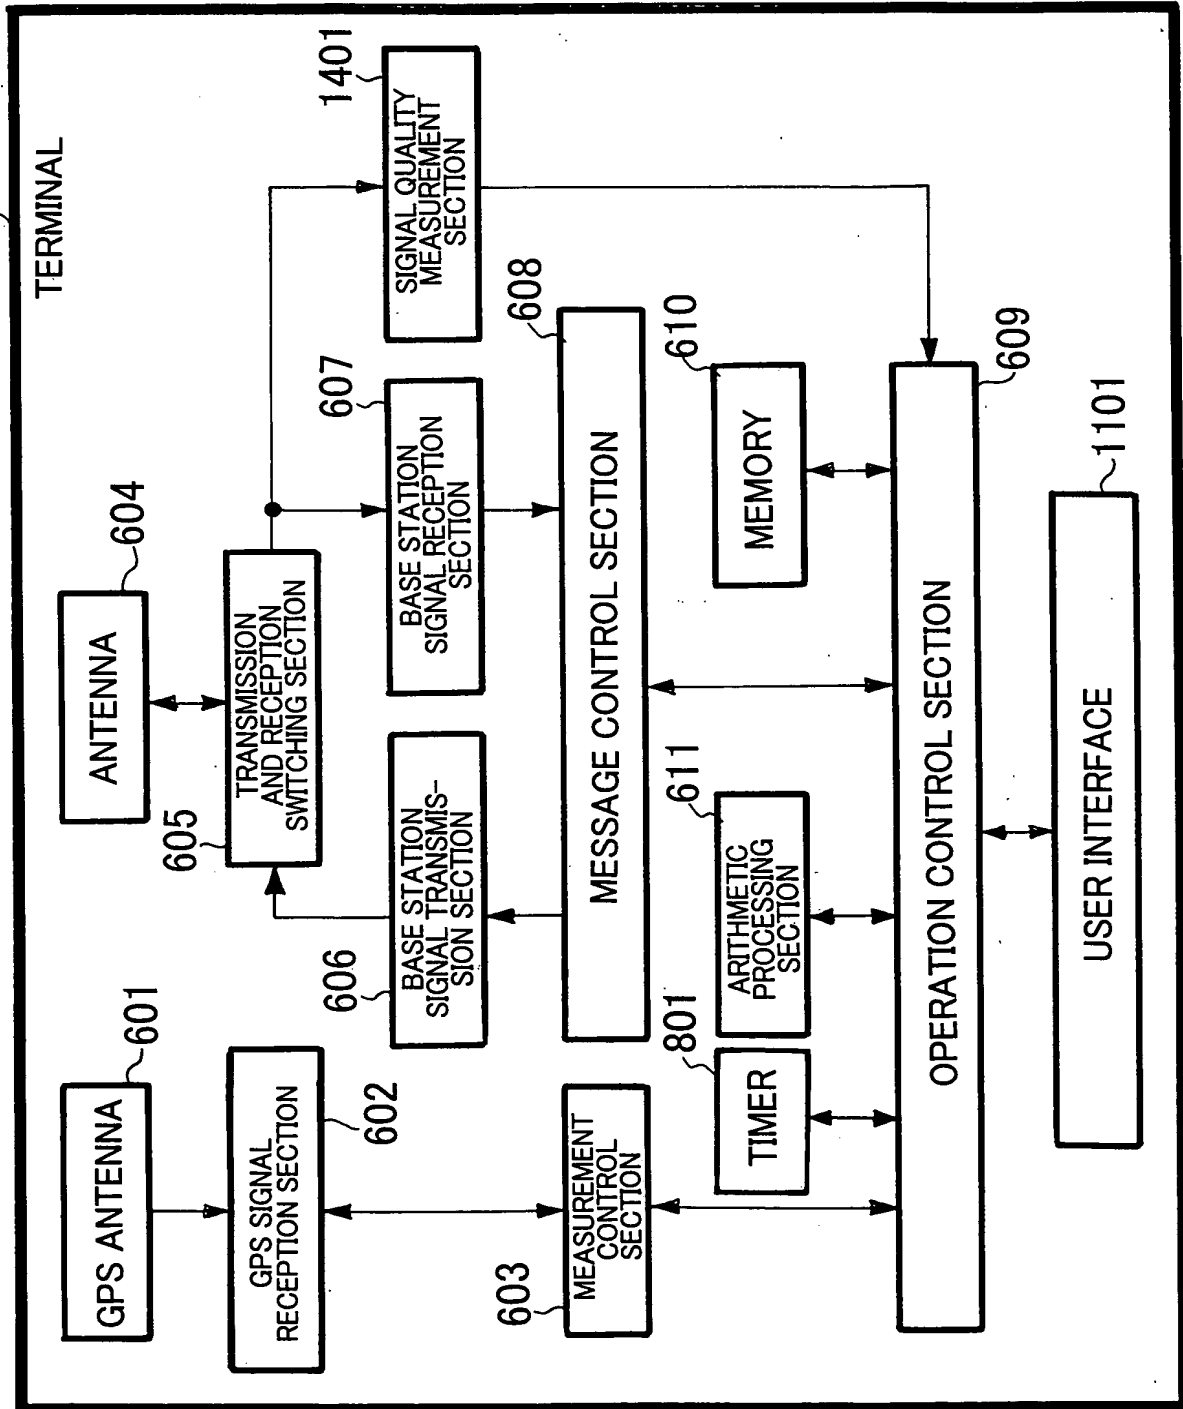 TERMINAL
GPS ANTENNA
601
ANTENNA
604
GPS SIGNAL
RECEPTION SECTION
602
605
TRANSMISSION
AND RECEPTION
SWITCHING SECTION
606
BASE STATION
SIGNAL TRANSMIS-
SION SECTION
BASE STATION
SIGNAL RECEPTION
SECTION
607
SIGNAL QUALITY
MEASUREMENT
SECTION
1401
603
MEASUREMENT
CONTROL
SECTION
MESSAGE CONTROL SECTION
608
TIMER
801
ARITHMETIC
PROCESSING
SECTION
611
MEMORY
610
OPERATION CONTROL SECTION
609
USER INTERFACE
1101